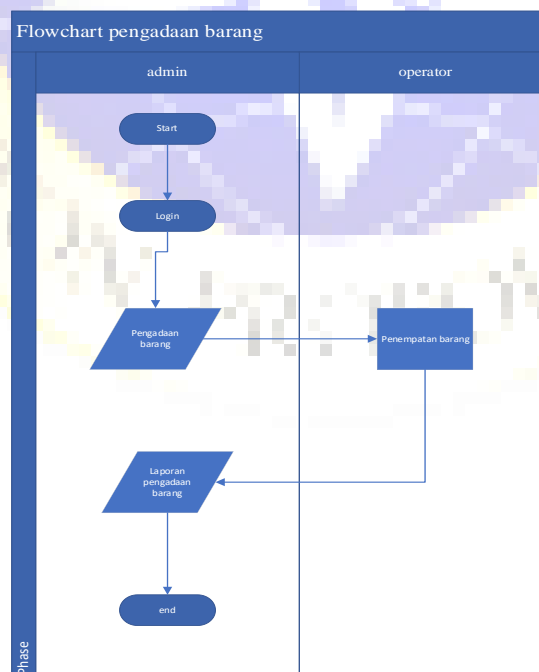 Flowchart pengadaan barang
admin
operator
Start
Login
Pengadaan
barang
Penempatan barang
Laporan
pengadaan
barang
end
Phase